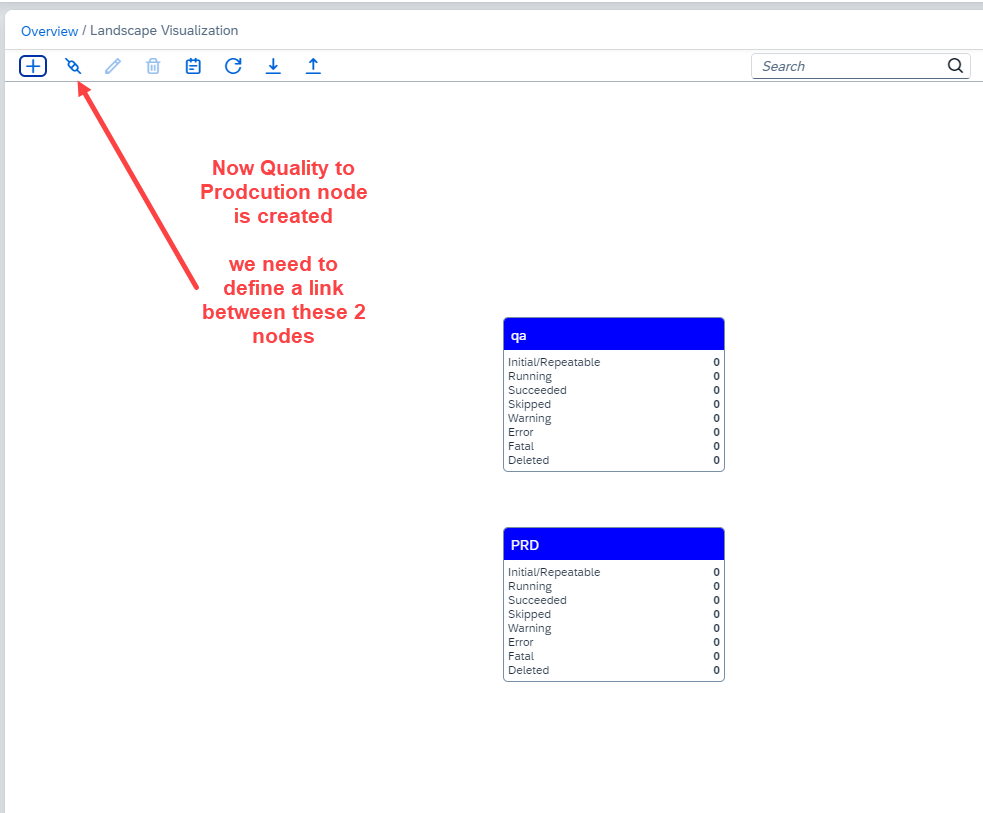 Overview / Landscape Visualization
Search
Now Quality to
Prodcution node
is created
we need to
define a link
between these 2
nodes
qa
Initial/Repeatable 0
Running 0
Succeeded 0
Skipped 0
Warning 0
Error 0
Fatal 0
Deleted 0
PRD
Initial/Repeatable 0
Running 0
Succeeded 0
Skipped 0
Warning 0
Error 0
Fatal 0
Deleted 0